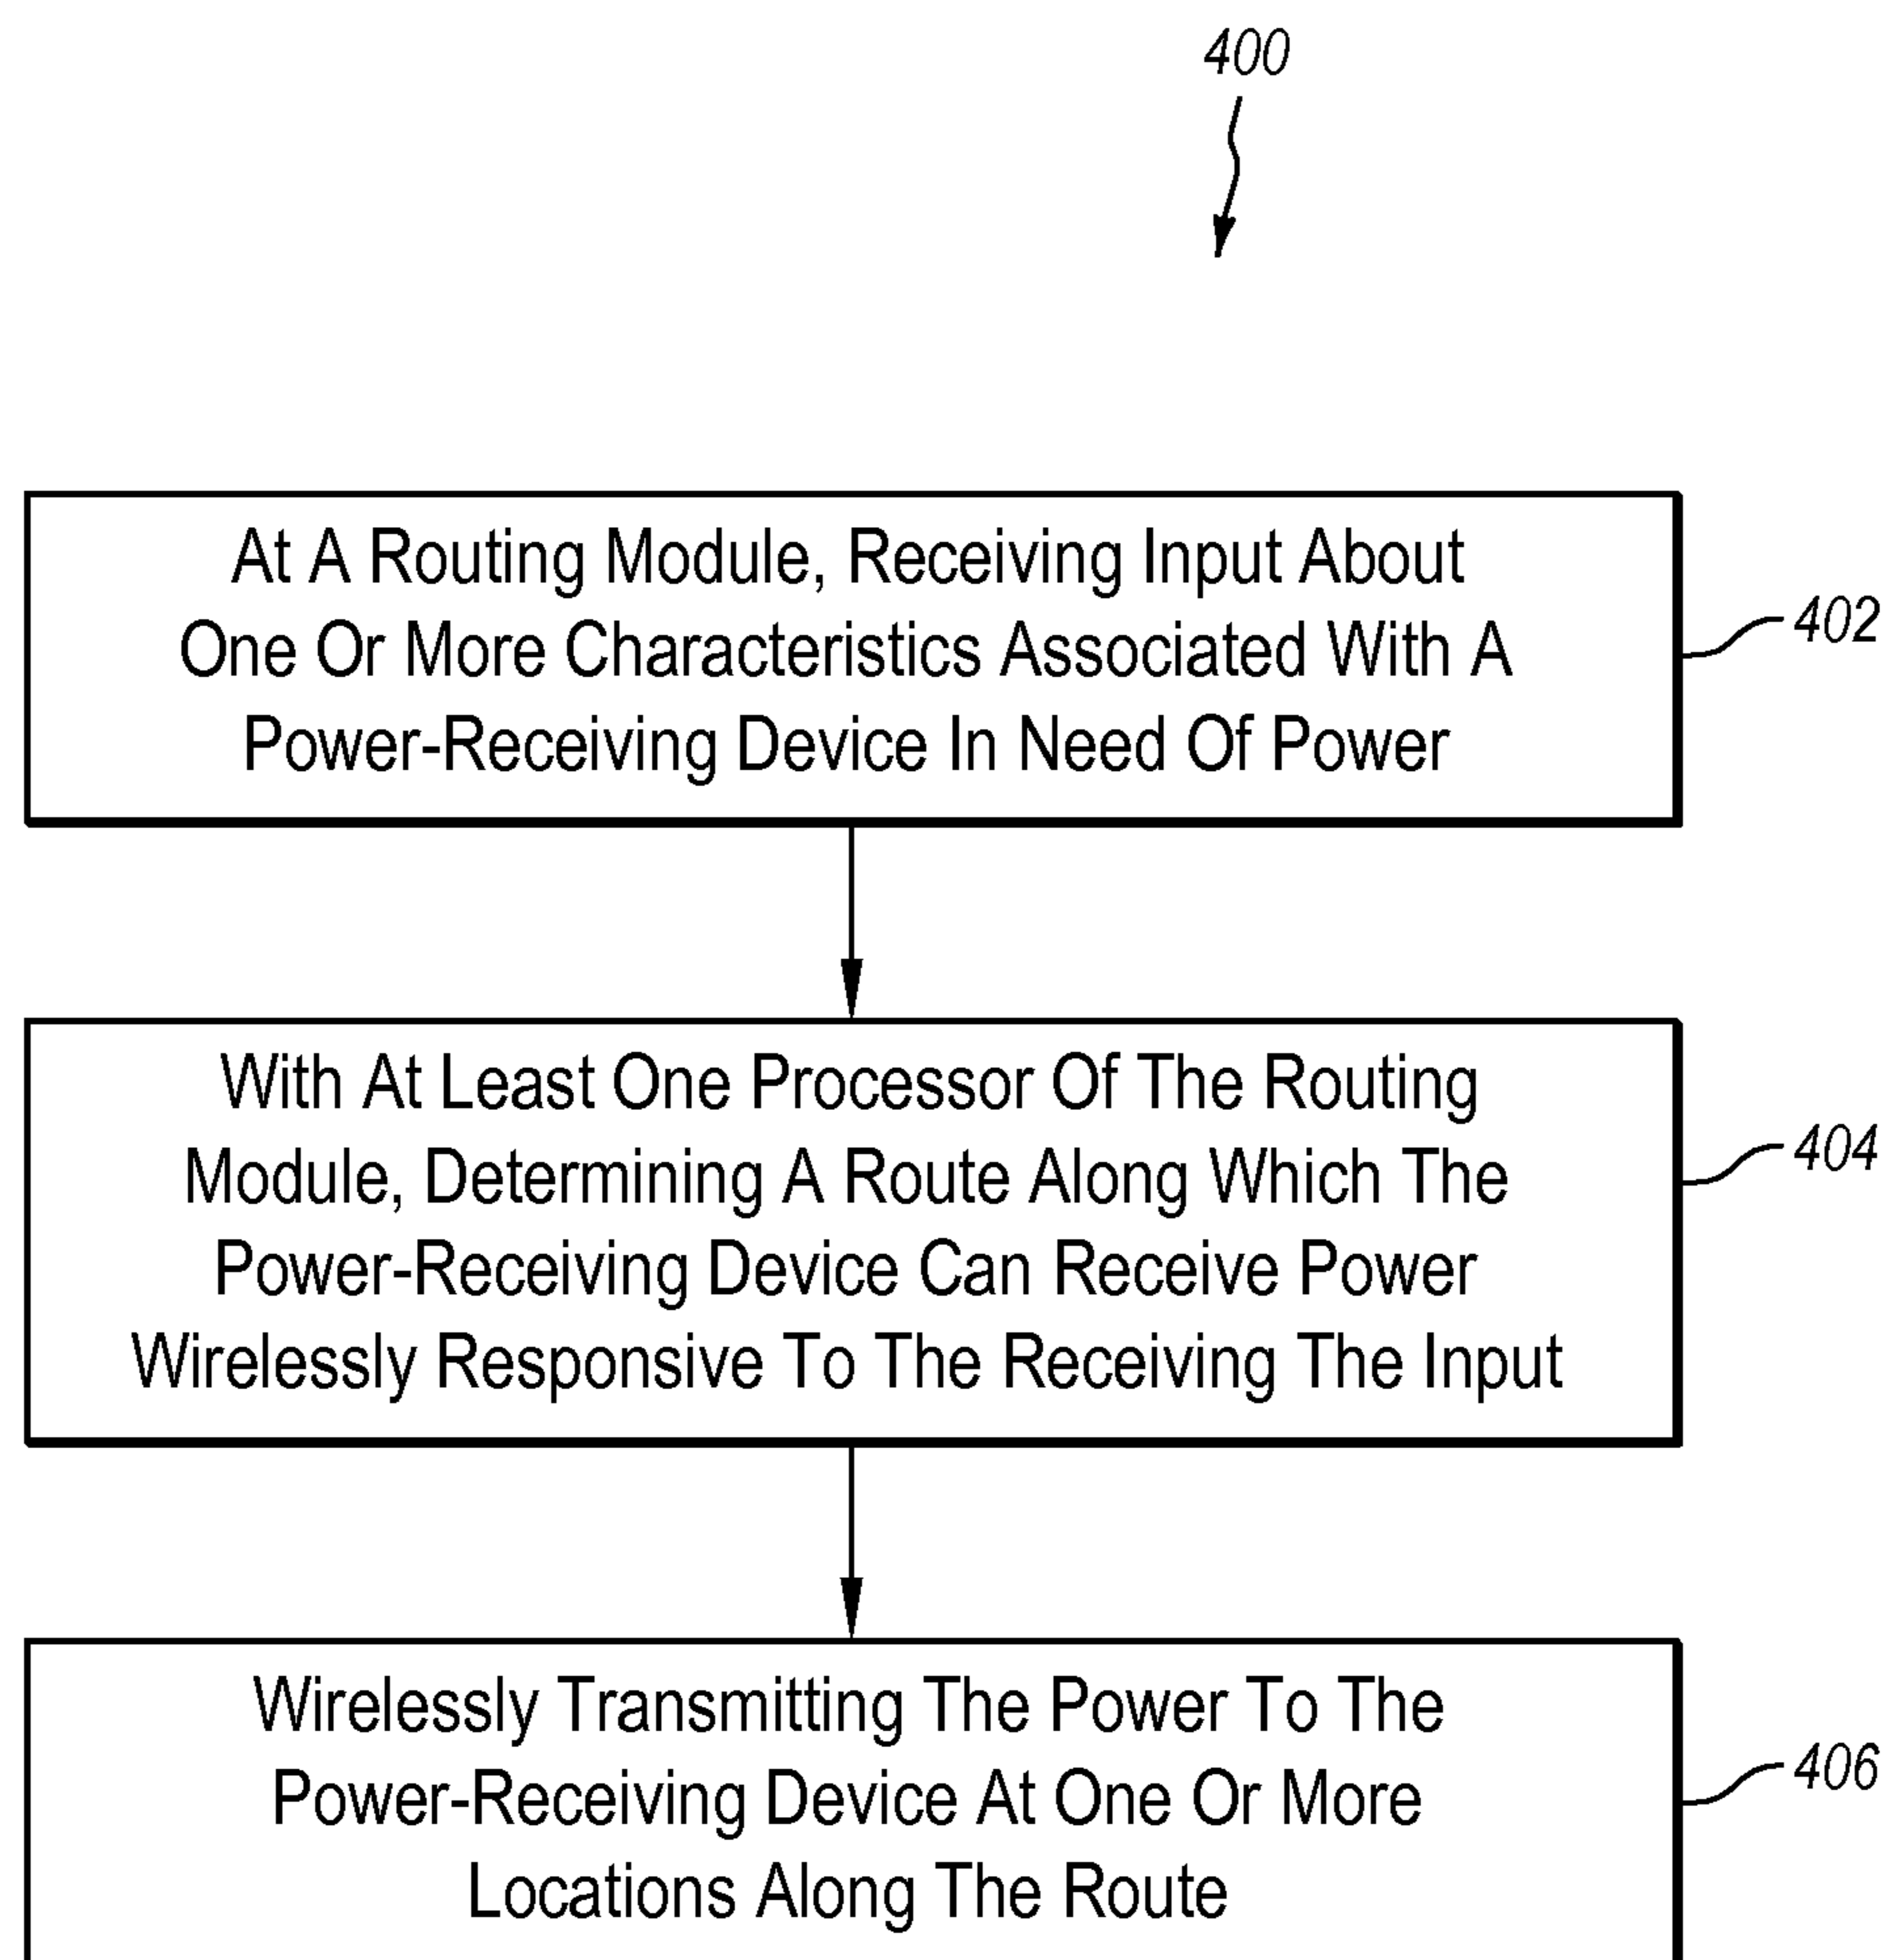 400
At A Routing Module, Receiving Input About
One Or More Characteristics Associated With A
Power-Receiving Device In Need Of Power
402
With At Least One Processor Of The Routing
Module, Determining A Route Along Which The
Power-Receiving Device Can Receive Power
Wirelessly Responsive To The Receiving The Input
404
Wirelessly Transmitting The Power To The
Power-Receiving Device At One Or More
Locations Along The Route
406